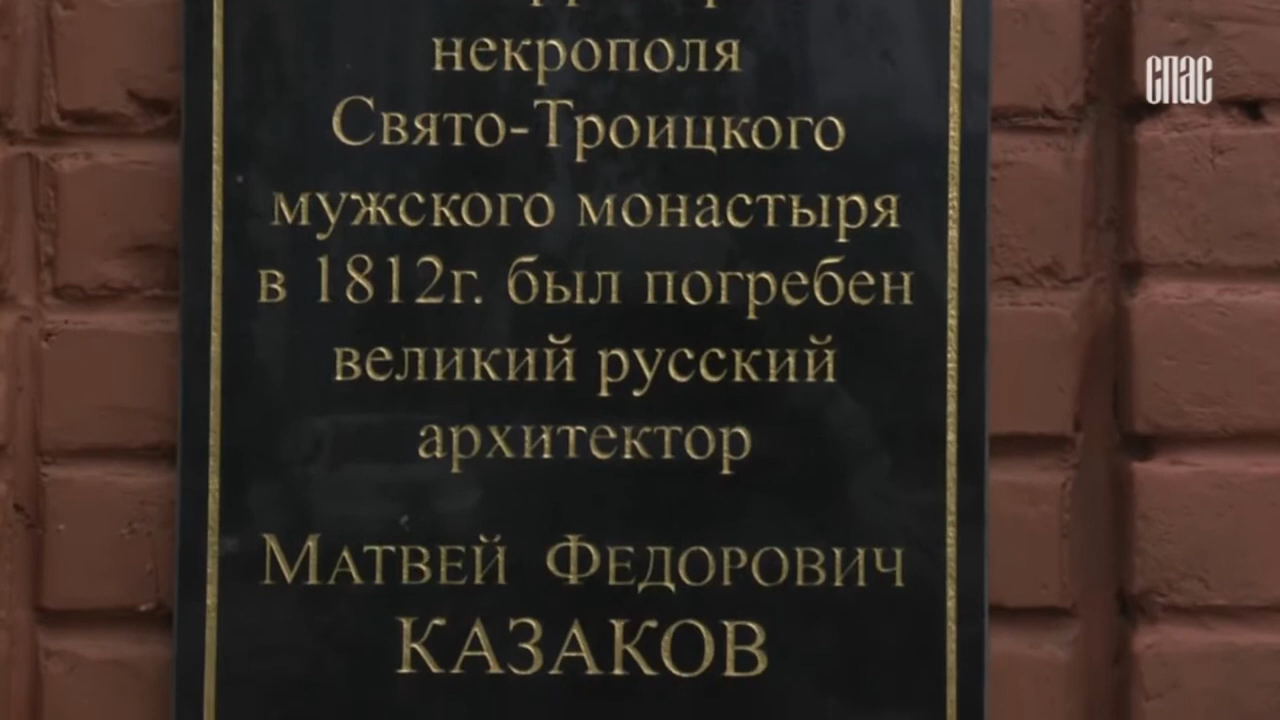 некрополя
Свято-Троицкого
мужского монастыря
в 1812г. был погребен
великий русский
архитектор
Матвей Федорович
КАЗАКОВ
СПАС